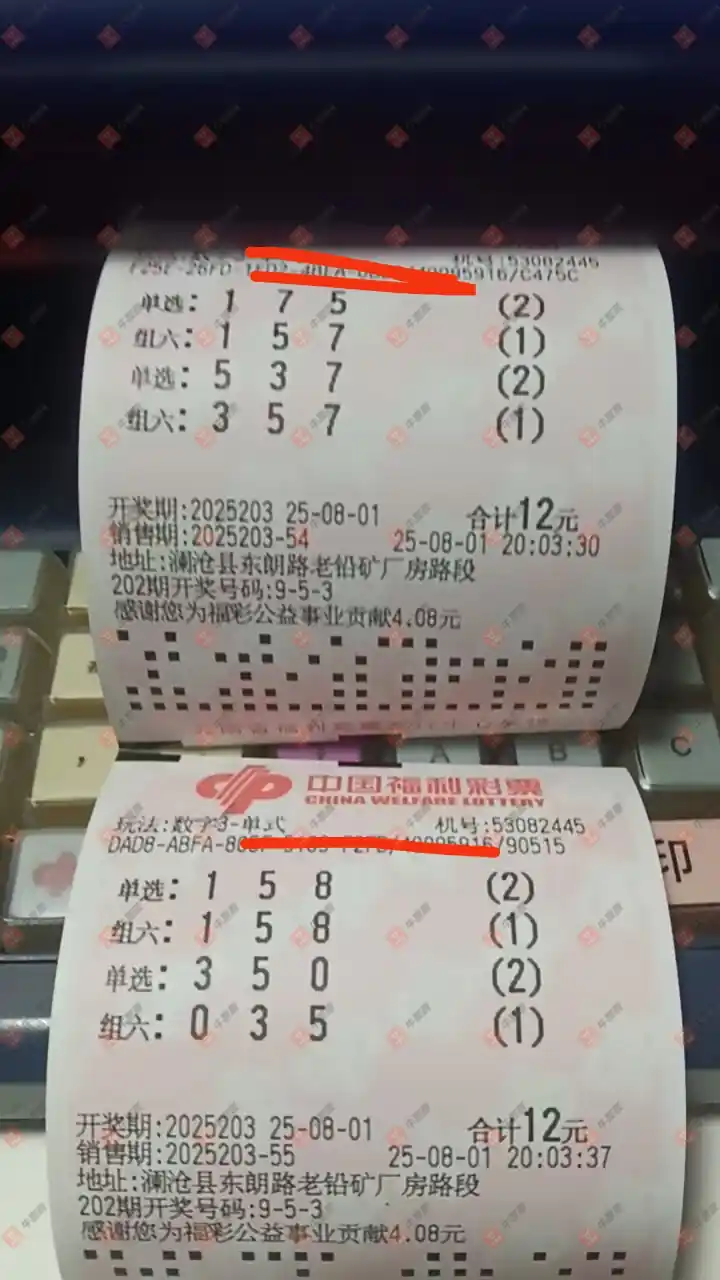 机号:53082445
单选: 1 7 5 (2)
组六: 1 5 7 (1)
单选: 5 3 7 (2)
组六: 3 5 7 (1)
开奖期:2025203 25-08-01 合计12元
销售期:2025203-54 25-08-01 20:03:30
地址:澜沧县东朗路老铅矿厂房路段
202期开奖号码:9-5-3
感谢您为福彩公益事业贡献4.08元
A B C
中国福利彩票
CHINA WELFARE LOTTERY
玩法:数字3-单式 机号:53082445
DAD8-ABFA- /90515
印
单选: 1 5 8 (2)
组六: 1 5 8 (1)
单选: 3 5 0 (2)
组六: 0 3 5 (1)
开奖期:2025203 25-08-01 合计12元
销售期:2025203-55 25-08-01 20:03:37
地址:澜沧县东朗路老铅矿厂房路段
202期开奖号码:9-5-3
感谢您为福彩公益事业贡献4.08元